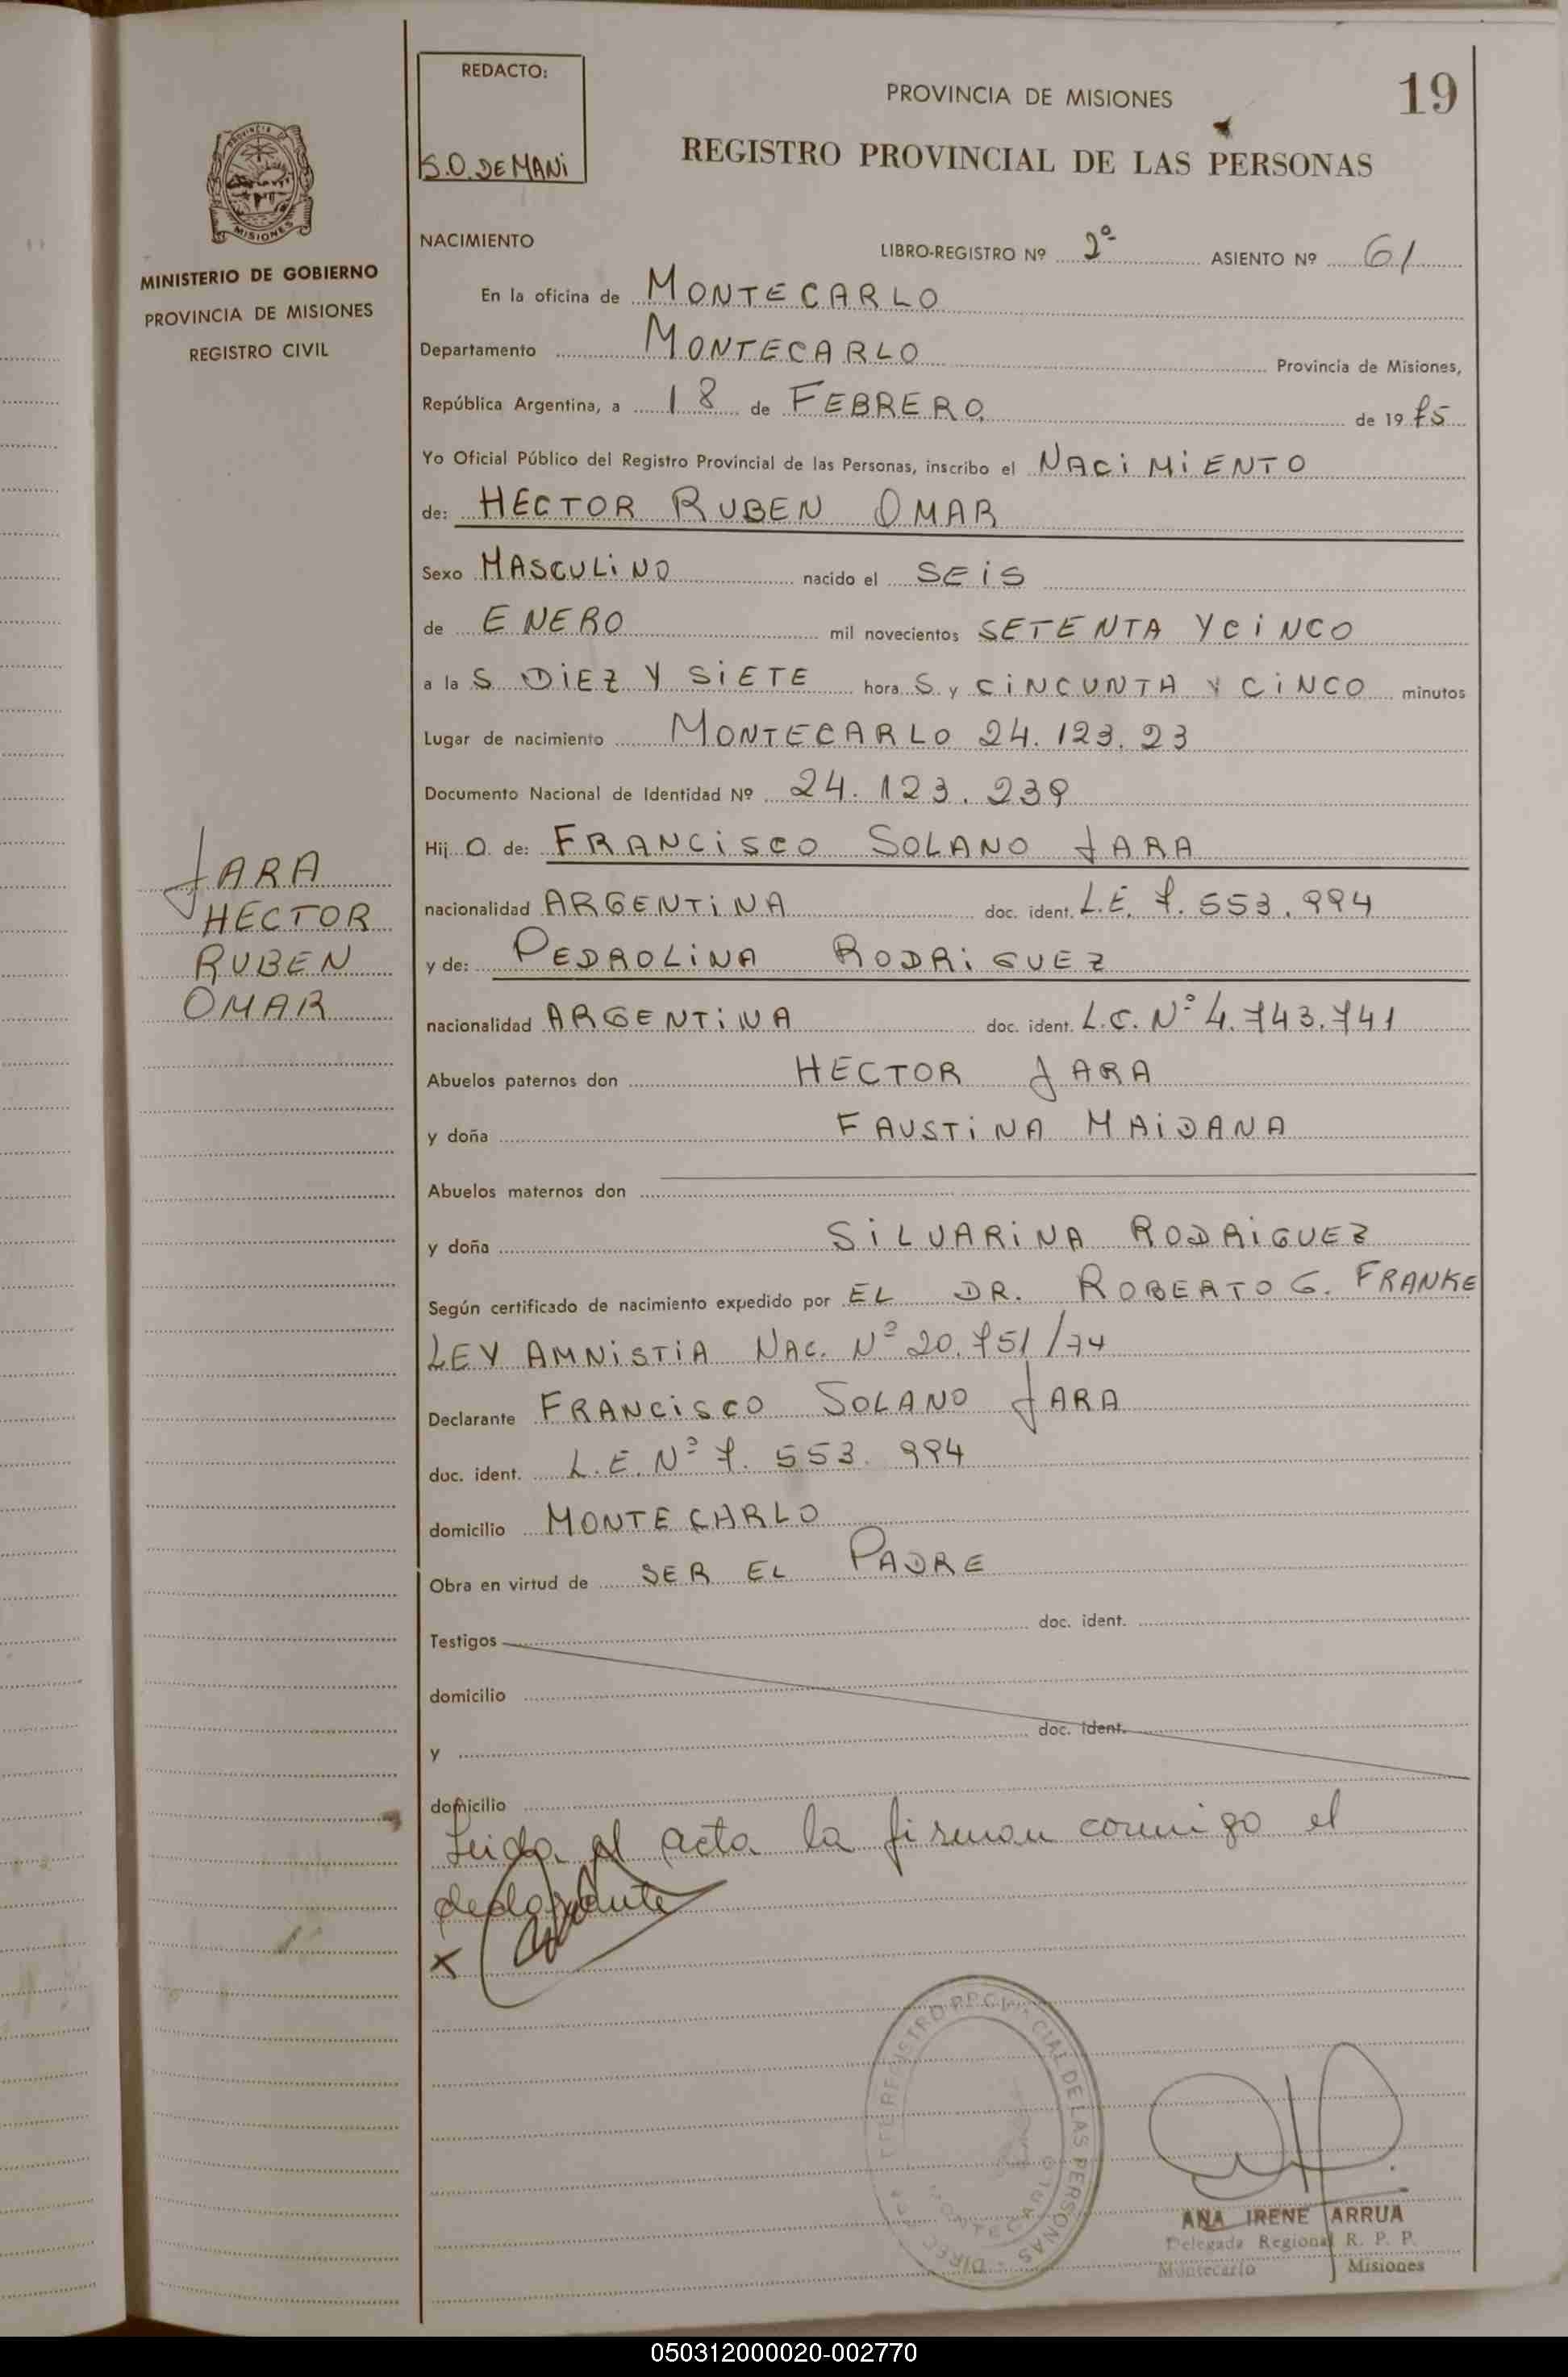 REDACTO:
S.O. DEMANI
PROVINCIA DE MISIONES
19
REGISTRO PROVINCIAL DE LAS PERSONAS
MINISTERIO DE GOBIERNO
PROVINCIA DE MISIONES
REGISTRO CIVIL
NACIMIENTO
LIBRO-REGISTRO Nº 2º ASIENTO Nº 61
En la oficina de MONTECARLO
Departamento MONTECARLO Provincia de Misiones,
República Argentina, a 18 de FEBRERO. de 1975
Yo Oficial Público del Registro Provincial de las Personas, inscribo el NACIMIENTO
de: HECTOR RUBEN OMAR
Sexo MASCULINO nacido el SEIS
de ENERO mil novecientos SETENTA Y CINCO
a la S DIEZ Y SIETE hora S y CINCUNTA Y CINCO minutos
Lugar de nacimiento MONTECARLO 24.123.23
Documento Nacional de Identidad Nº 24.123.239
Hij O de: FRANCISCO SOLANO JARA
JARA
HECTOR
RUBEN
OMAR
nacionalidad ARGENTINA doc. ident. L.E. 7.553.994
y de: PEDROLINA RODRIGUEZ
nacionalidad ARGENTINA doc. ident. L.C. Nº 4.743.741
Abuelos paternos don HECTOR JARA
y doña FAUSTINA MAIDANA
Abuelos maternos don
y doña SILVARINA RODRIGUEZ
Según certificado de nacimiento expedido por EL DR. ROBERTO G. FRANKE
LEY AMNISTIA NAC. Nº 20.751/74
Declarante FRANCISCO SOLANO JARA
doc. ident. L.E. Nº 7.553.994
domicilio MONTECARLO
Obra en virtud de SER EL PADRE
Testigos doc. ident.
domicilio
y doc. ident.
domicilio
Leida el acta la firman conmigo el
declarante
X
REGISTRO PROVINCIAL DE LAS PERSONAS
MONTECARLO
ANA IRENE ARRUA
Delegada Regional R. P. P.
Montecarlo Misiones
050312000020-002770